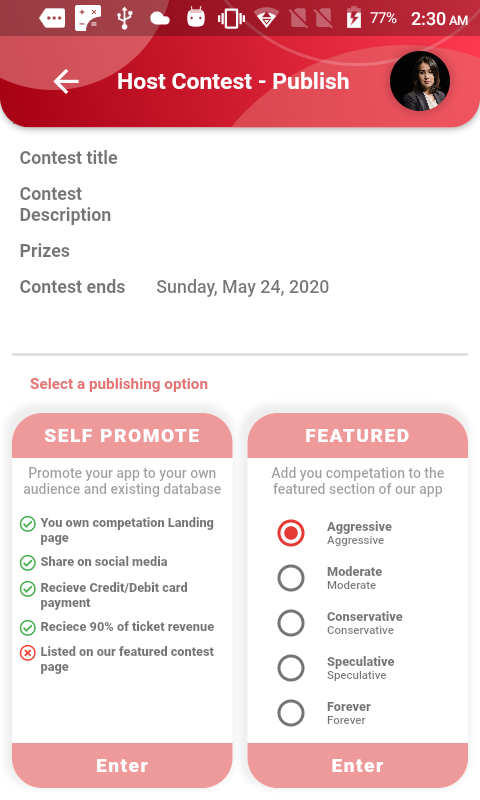 77% 2:30 AM
Host Contest - Publish
Contest title
Contest
Description
Prizes
Contest ends Sunday, May 24, 2020
Select a publishing option
SELF PROMOTE
Promote your app to your own
audience and existing database
You own competation Landing
page
Share on social media
Recieve Credit/Debit card
payment
Reciece 90% of ticket revenue
Listed on our featured contest
page
Enter
FEATURED
Add you competation to the
featured section of our app
Aggressive
Aggressive
Moderate
Moderate
Conservative
Conservative
Speculative
Speculative
Forever
Forever
Enter